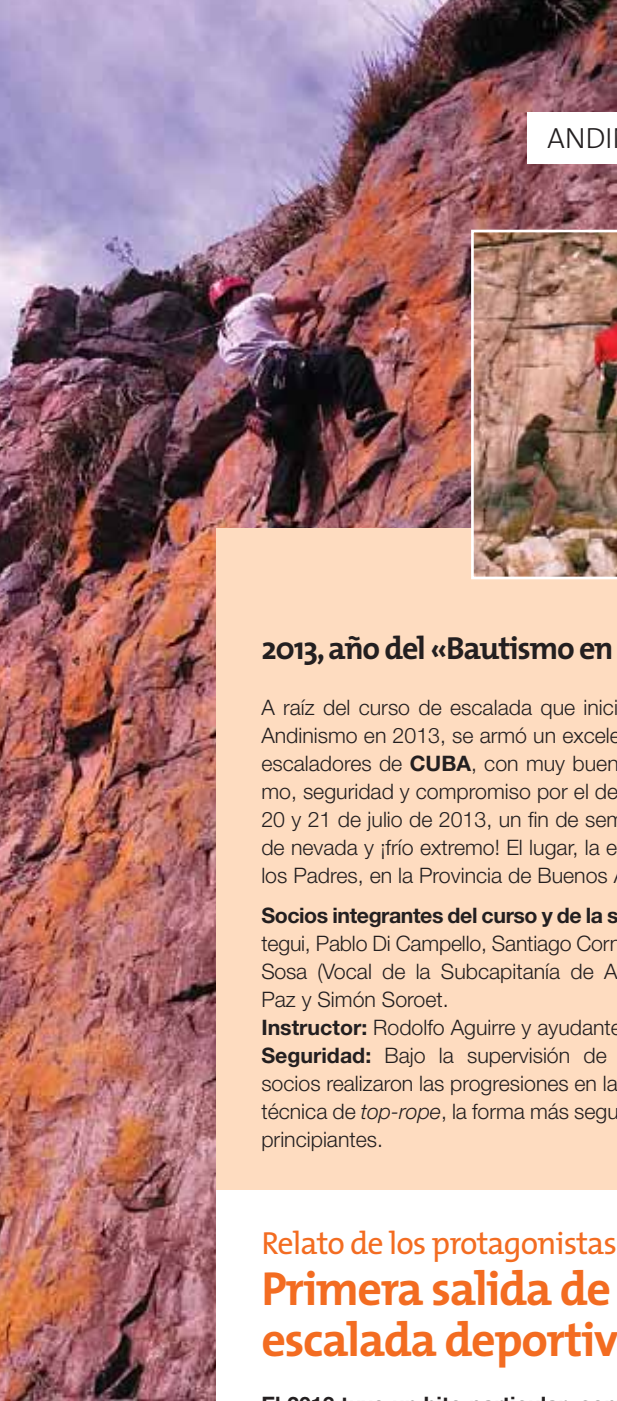 ANDI
2013, año del «Bautismo en
A raíz del curso de escalada que inici
Andinismo en 2013, se armó un excele
escaladores de CUBA, con muy buen
mo, seguridad y compromiso por el de
20 y 21 de julio de 2013, un fin de sem
de nevada y ¡frío extremo! El lugar, la e
los Padres, en la Provincia de Buenos A
Socios integrantes del curso y de la s
tegui, Pablo Di Campello, Santiago Corn
Sosa (Vocal de la Subcapitanía de A
Paz y Simón Soroet.
Instructor: Rodolfo Aguirre y ayudante
Seguridad: Bajo la supervisión de
socios realizaron las progresiones en la
técnica de top-rope, la forma más segu
principiantes.
Relato de los protagonistas
Primera salida de
escalada deportiv